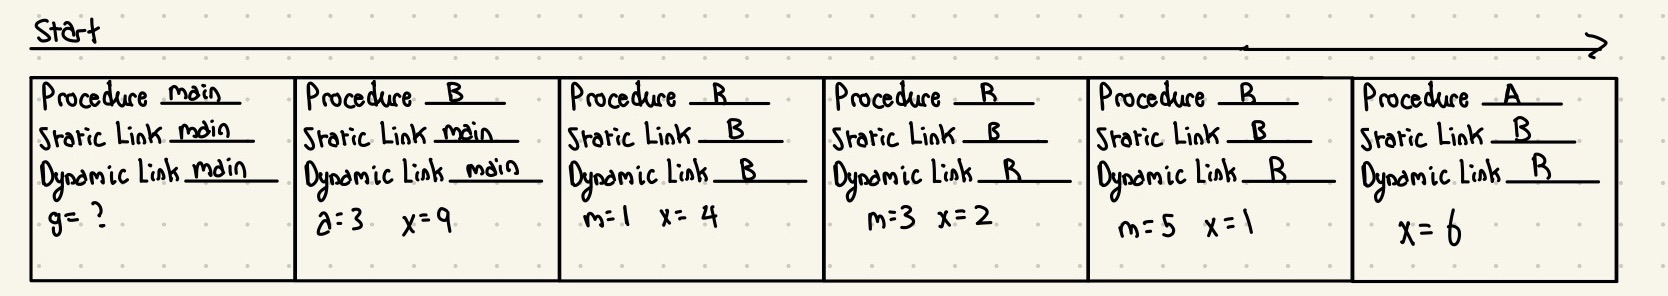 Start
Procedure main
Static Link main
Dynamic Link main
g= ?
Procedure B
Static Link main
Dynamic Link main
a=3 x=9
Procedure R
Static Link B
Dynamic Link B
m=1 x=4
Procedure R
Static Link B
Dynamic Link R
m=3 x=2
Procedure R
Static Link B
Dynamic Link R
m=5 x=1
Procedure A
Static Link B
Dynamic Link R
x=6